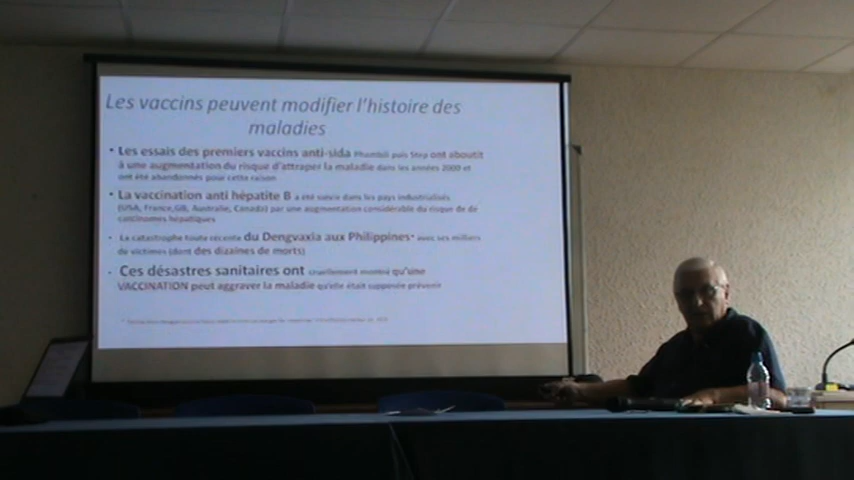 Les vaccins peuvent modifier l'histoire des
maladies
• Les essais des premiers vaccins anti-sida Phambili puis Step ont aboutit
à une augmentation du risque d'attraper la maladie dans les années 2000 et
ont été abandonnés pour cette raison
• La vaccination anti hépatite B a été suivie dans les pays industrialisés
(USA, France,GB, Australie, Canada) par une augmentation considérable du risque de de
carcinomes hépatiques
• La catastrophe toute récente du Dengvaxia aux Philippines* avec ses milliers
de victimes (dont des dizaines de morts)
• Ces désastres sanitaires ont cruellement montré qu'une
VACCINATION peut aggraver la maladie qu'elle était supposée prévenir